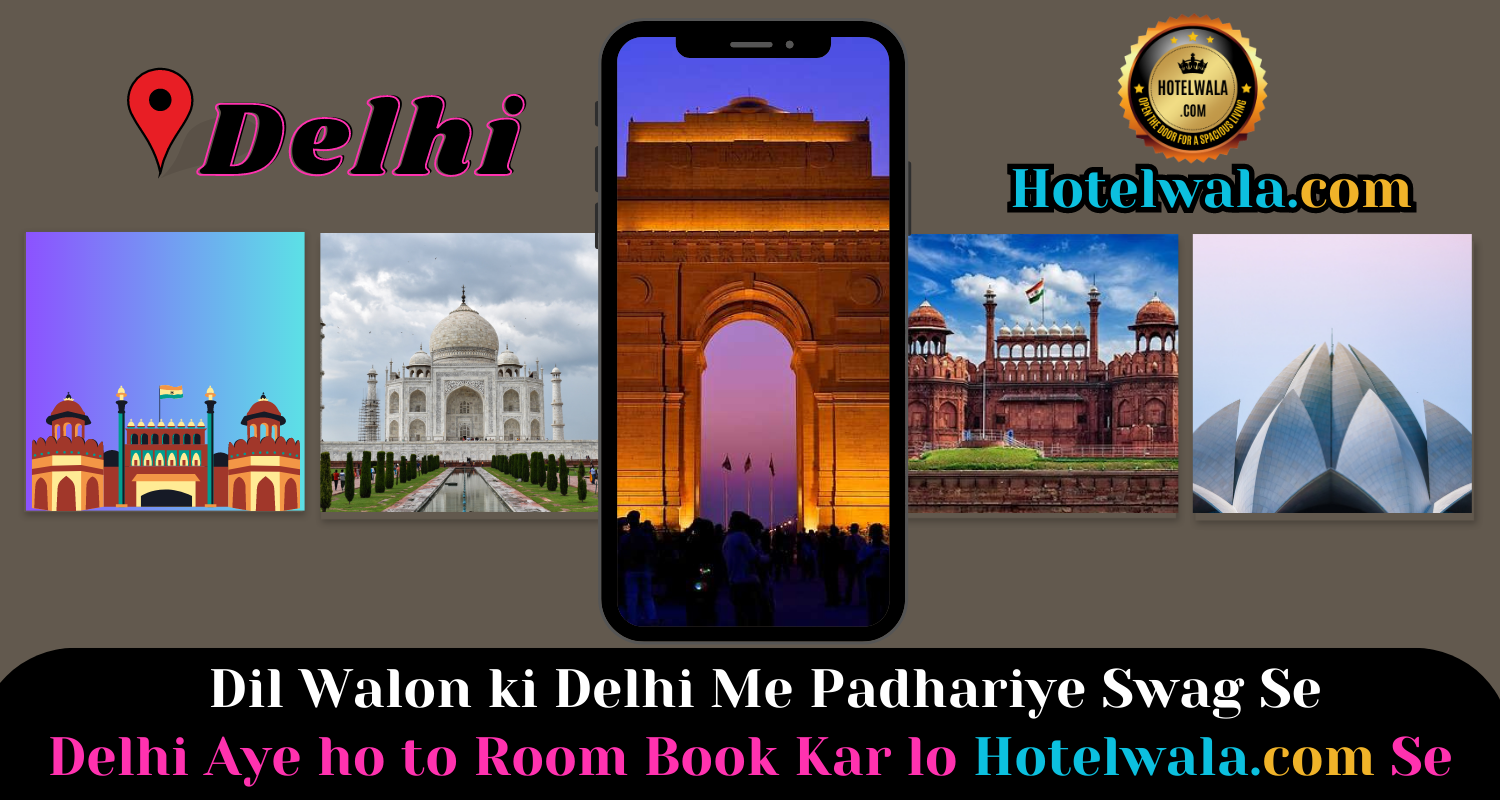 Delhi
INDIA
HOTELWALA
.COM
OPEN THE DOOR FOR A SPACIOUS LIVING
Hotelwala.com
Dil Walon ki Delhi Me Padhariye Swag Se
Delhi Aye ho to Room Book Kar lo Hotelwala.com Se